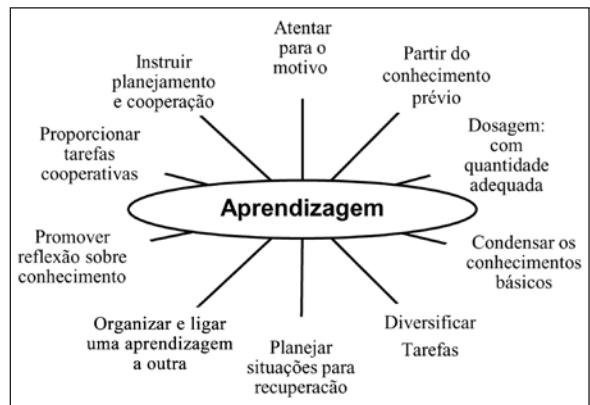 Atentar
para o
motivo
Partir do
conhecimento
prévio
Dosagem:
com
quantidade
adequada
Condensar os
conhecimentos
básicos
Diversificar
Tarefas
Planejar
situações para
recuperacão
Organizar e ligar
uma aprendizagem
a outra
Promover
reflexão sobre
conhecimento
Proporcionar
tarefas
cooperativas
Instruir
planejamento
e cooperação
Aprendizagem